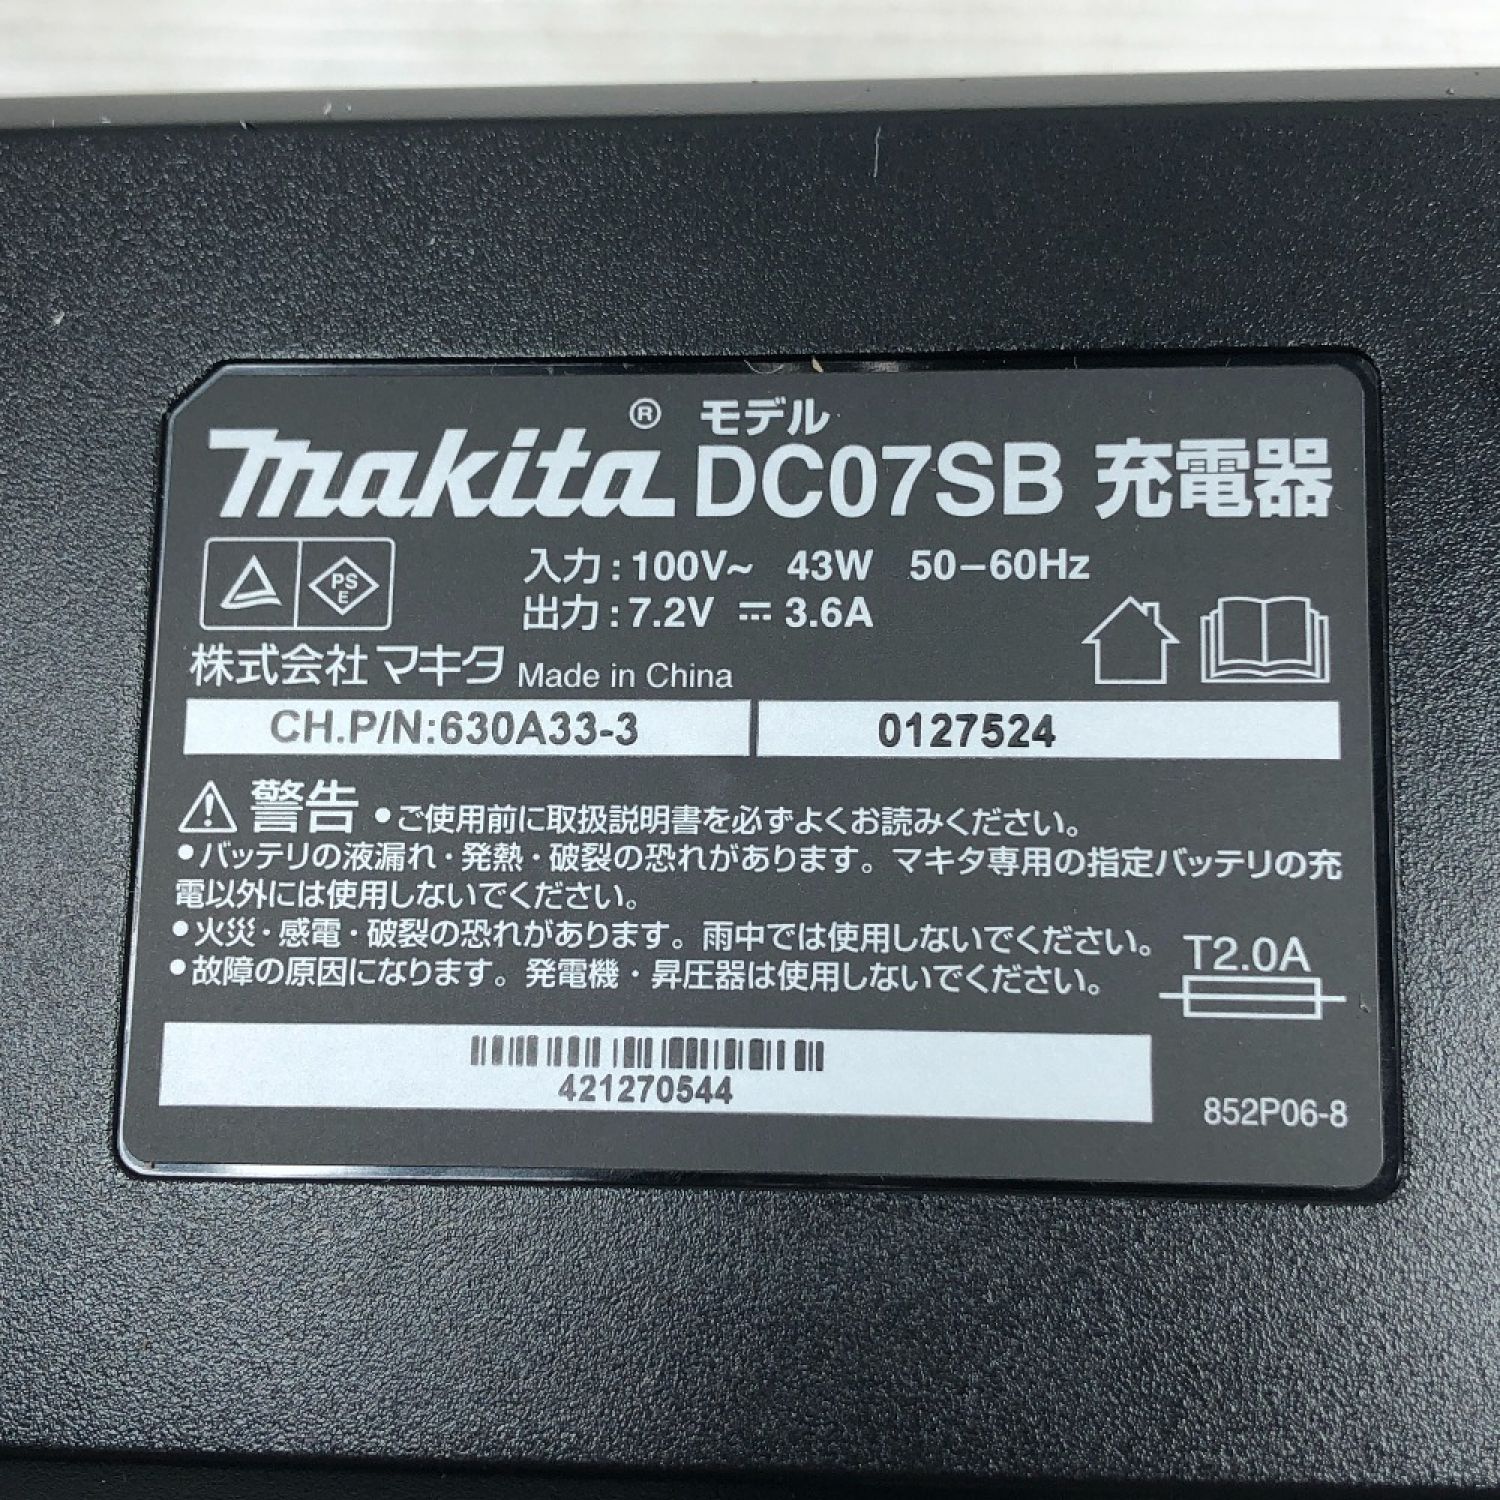 makita® モデル DC07SB 充電器
PS E
入力:100V~ 43W 50-60Hz
出力:7.2V ⎓ 3.6A
株式会社マキタ Made in China
CH.P/N:630A33-3 0127524
⚠ 警告 ●ご使用前に取扱説明書を必ずよくお読みください。
●バッテリの液漏れ・発熱・破裂の恐れがあります。マキタ専用の指定バッテリの充
電以外には使用しないでください。
●火災・感電・破裂の恐れがあります。雨中では使用しないでください。
●故障の原因になります。発電機・昇圧器は使用しないでください。
T2.0A
421270544
852P06-8